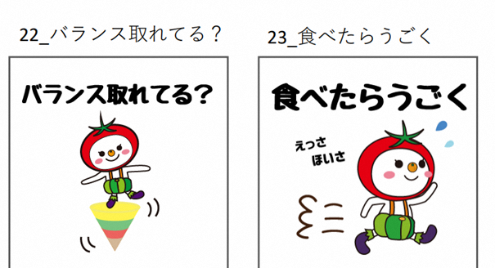 22_バランス取れてる？
23_食べたらうごく
バランス取れてる？
食べたらうごく
えっさ
ほいさ